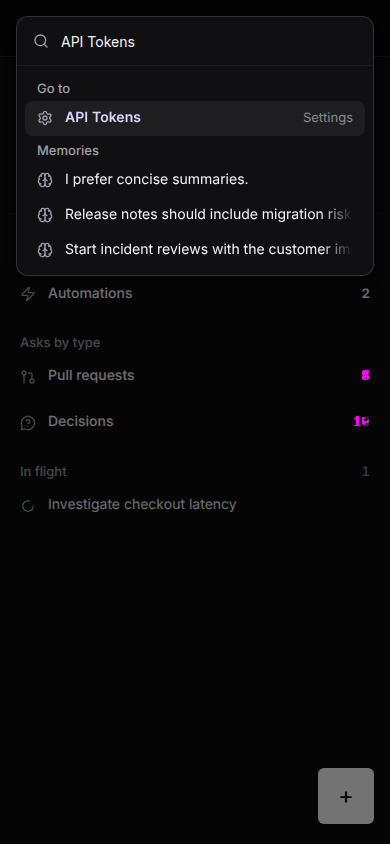 API Tokens
Go to
API Tokens Settings
Memories
I prefer concise summaries.
Release notes should include migration risk
Start incident reviews with the customer im
Automations 2
Asks by type
Pull requests
Decisions
In flight 1
Investigate checkout latency
+